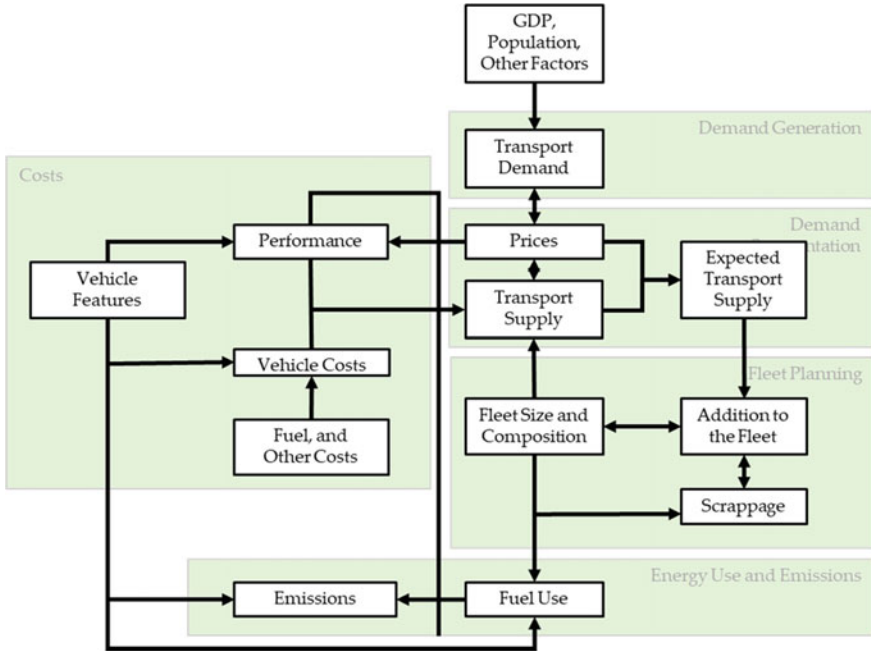 GDP,
Population,
Other Factors
Demand Generation
Transport
Demand
Costs
Demand
Performance
Prices
Expected
Transport
Supply
Vehicle
Features
Transport
Supply
Vehicle Costs
Fleet Planning
Fuel, and
Other Costs
Fleet Size and
Composition
Addition to
the Fleet
Scrappage
Energy Use and Emissions
Emissions
Fuel Use